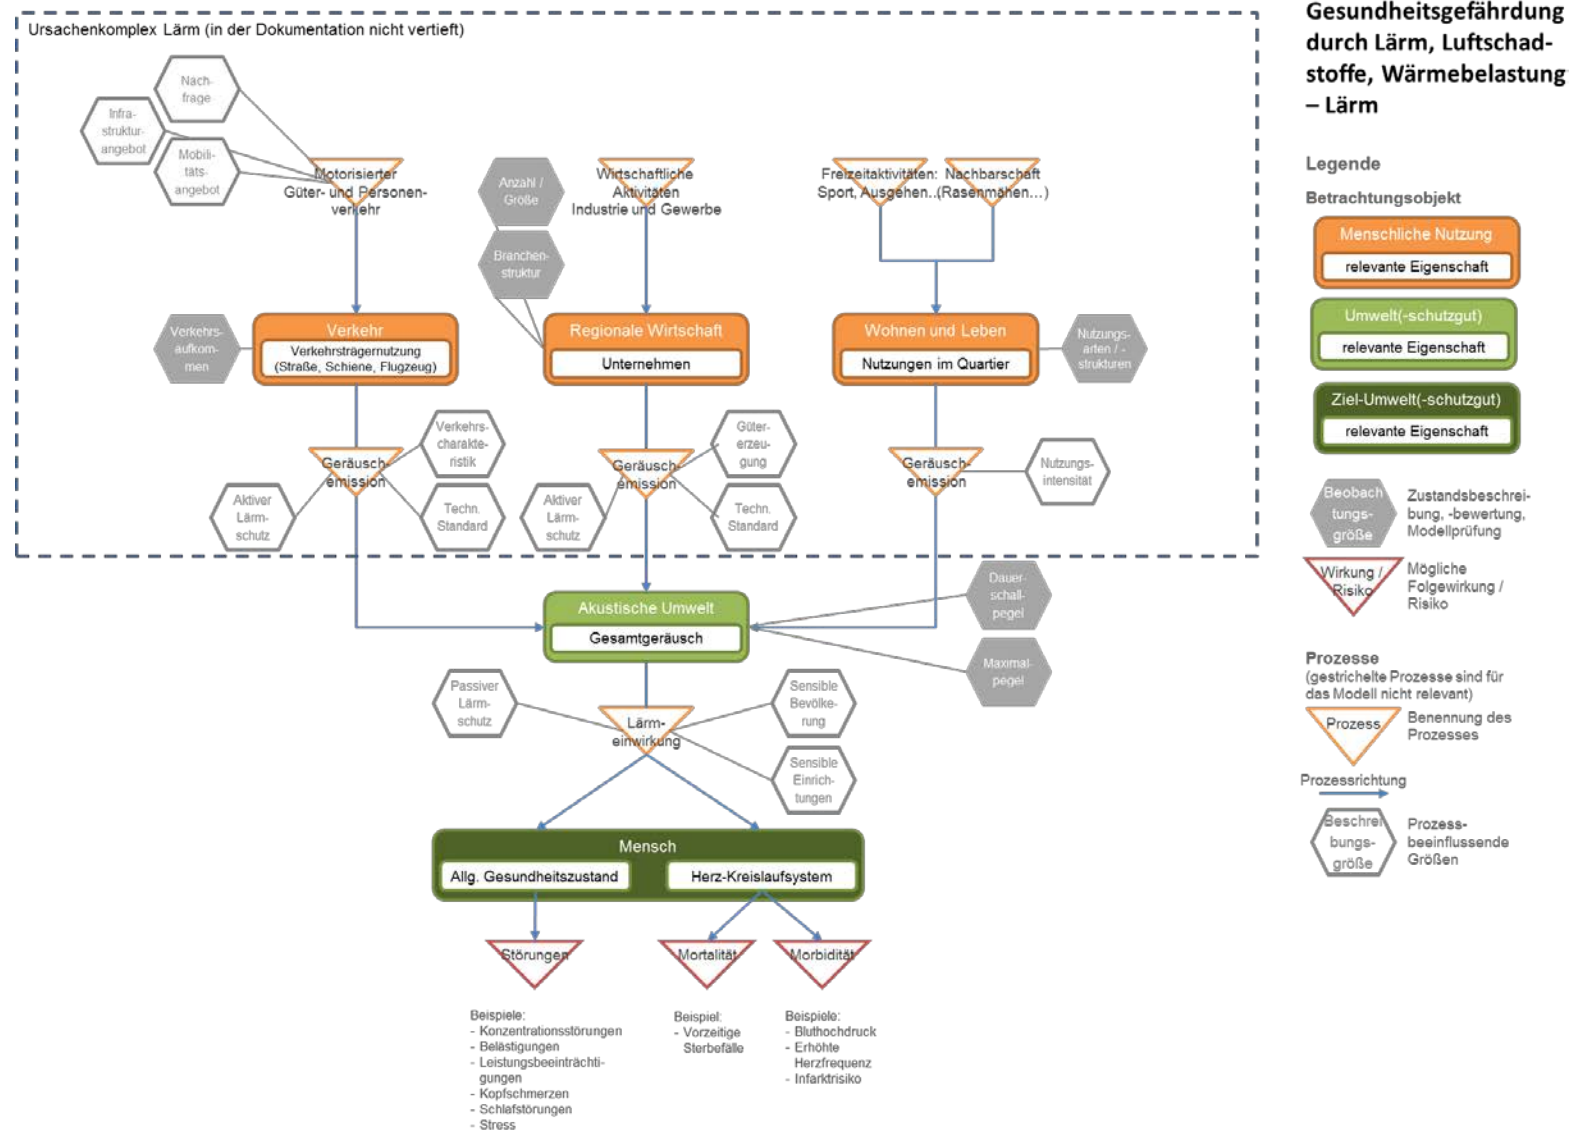 Ursachenkomplex Lärm (in der Dokumentation nicht vertieft)
Nach-
frage
Infra-
struktur-
angebot
Mobili-
täts-
angebot
Motorisierter
Güter- und Personen-
verkehr
Anzahl /
Größe
Branchen-
struktur
Wirtschaftliche
Aktivitäten
Industrie und Gewerbe
Freizeitaktivitäten:
Sport, Ausgehen...
Nachbarschaft
(Rasenmähen...)
Verkehrs-
aufkom-
men
Verkehr
Verkehrsträgernutzung
(Straße, Schiene, Flugzeug)
Regionale Wirtschaft
Unternehmen
Wohnen und Leben
Nutzungen im Quartier
Nutzungs-
arten / -
strukturen
Verkehrs-
charakte-
ristik
Geräusch-
emission
Aktiver
Lärm-
schutz
Techn.
Standard
Güter-
erzeu-
gung
Geräusch-
emission
Aktiver
Lärm-
schutz
Techn.
Standard
Geräusch-
emission
Nutzungs-
intensität
Akustische Umwelt
Gesamtgeräusch
Dauer-
schall-
pegel
Maximal-
pegel
Passiver
Lärm-
schutz
Lärm-
einwirkung
Sensible
Bevölke-
rung
Sensible
Einrich-
tungen
Mensch
Allg. Gesundheitszustand
Herz-Kreislaufsystem
Störungen
Mortalität
Morbidität
Beispiele:
- Konzentrationsstörungen
- Belästigungen
- Leistungsbeeinträchti-
gungen
- Kopfschmerzen
- Schlafstörungen
- Stress
Beispiel:
- Vorzeitige
Sterbefälle
Beispiele:
- Bluthochdruck
- Erhöhte
Herzfrequenz
- Infarktrisiko
Gesundheitsgefährdung
durch Lärm, Luftschad-
stoffe, Wärmebelastung
– Lärm
Legende
Betrachtungsobjekt
Menschliche Nutzung
relevante Eigenschaft
Umwelt(-schutzgut)
relevante Eigenschaft
Ziel-Umwelt(-schutzgut)
relevante Eigenschaft
Beobach
tungs-
größe
Zustandsbeschrei-
bung, -bewertung,
Modellprüfung
Wirkung /
Risiko
Mögliche
Folgewirkung /
Risiko
Prozesse
(gestrichelte Prozesse sind für
das Modell nicht relevant)
Prozess
Benennung des
Prozesses
Prozessrichtung
Beschrei
bungs-
größe
Prozess-
beeinflussende
Größen